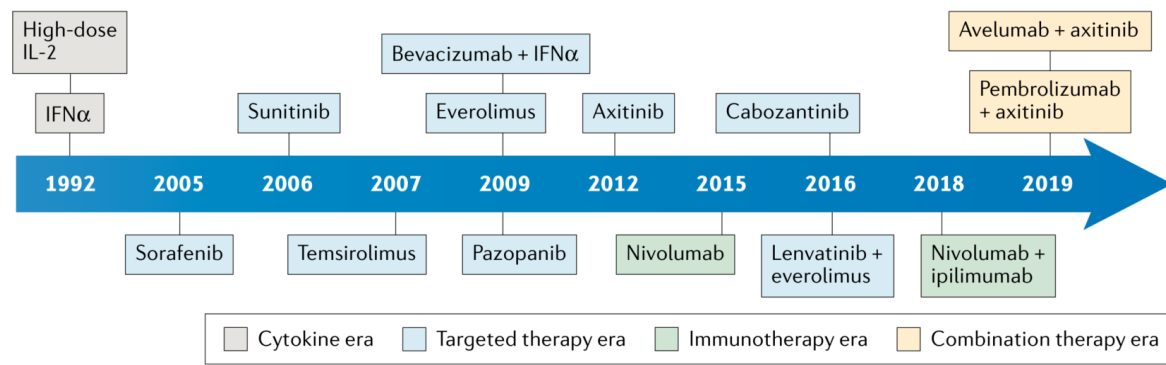 High-dose
IL-2
IFNα
Sunitinib
Bevacizumab + IFNα
Everolimus
Axitinib
Cabozantinib
Avelumab + axitinib
Pembrolizumab
+ axitinib
1992
2005
2006
2007
2009
2012
2015
2016
2018
2019
Sorafenib
Temsirolimus
Pazopanib
Nivolumab
Lenvatinib +
everolimus
Nivolumab +
ipilimumab
Cytokine era
Targeted therapy era
Immunotherapy era
Combination therapy era